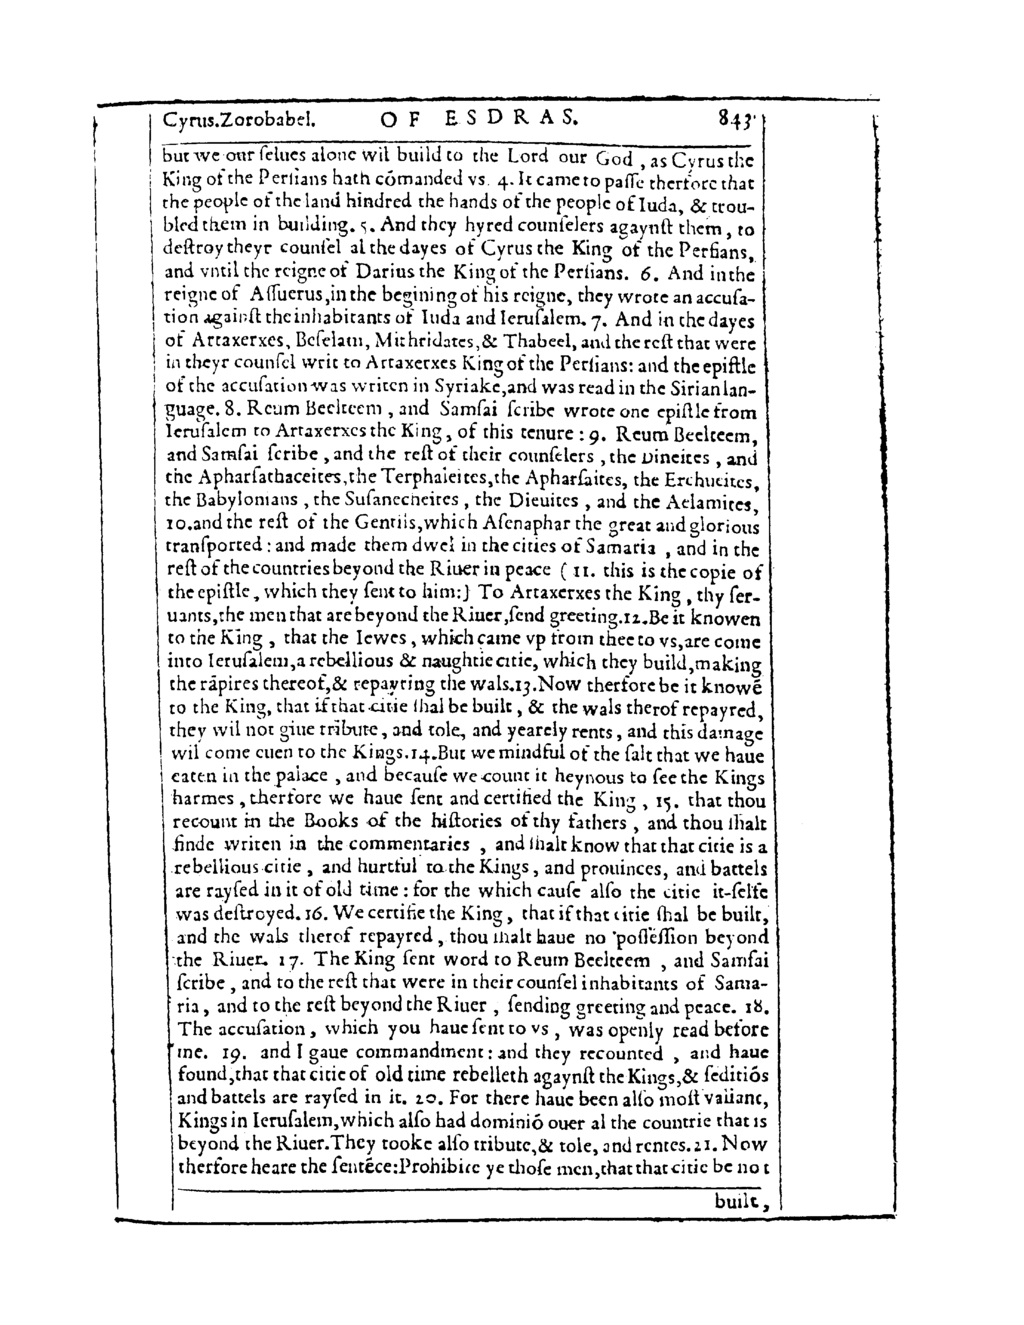 Cyrus.Zorobabel. OF ESDRAS. 843.
but we our ſelues alone wil build to the Lord our God , as Cyrus the
King of the Perſians hath cómanded vs. 4. It came to paſſe therfore that
the people of the land hindred the hands of the people of Iuda, & trou-
bled them in building. 5. And they hyred counſelers agaynſt them , to
deſtroy theyr counſel al the dayes of Cyrus the King of the Perſians,
and vntil the reigne of Darius the King of the Perſians. 6. And in the
reigne of Aſſuerus,in the begining of his reigne, they wrote an accuſa-
tion againſt the inhabitants of Iuda and Ieruſalem. 7. And in the dayes
of Artaxerxes, Beſelam, Mithridates,& Thabeel, and the reſt that were
in theyr counſel writ to Artaxerxes King of the Perſians: and the epiſtle
of the accuſation was writen in Syriake,and was read in the Sirian lan-
guage. 8. Reum Beelteem , and Samſai ſcribe wrote one epiſtle from
Ieruſalem to Artaxerxes the King , of this tenure : 9. Reum Beelteem,
and Samſai ſcribe , and the reſt of their counſelers , the Dineites , and
the Apharſathaceites,the Terphaleites,the Apharſaites, the Erchueites,
the Babylonians , the Suſanecheites , the Dieuites , and the Aelamites,
10.and the reſt of the Gentils,which Aſenaphar the great and glorious
tranſported : and made them dwel in the cities of Samaria , and in the
reſt of the countries beyond the Riuer in peace ( 11. this is the copie of
the epiſtle , which they ſent to him:) To Artaxerxes the King , thy ſer-
uants,the men that are beyond the Riuer,ſend greeting.12.Be it knowen
to the King , that the Iewes , which came vp from thee to vs,are come
into Ieruſalem,a rebellious & naughtie citie, which they build,making
the rãpires thereof,& repayring the wals.13.Now therfore be it knowẽ
to the King, that if that citie ſhal be built , & the wals therof repayred,
they wil not giue tribute , and tole, and yearely rents , and this damage
wil come euen to the Kings.14.But we mindful of the ſalt that we haue
eaten in the palace , and becauſe we count it heynous to ſee the Kings
harmes , therfore we haue ſent and certified the King , 15. that thou
recount in the Books of the hiſtories of thy fathers , and thou ſhalt
finde writen in the commentaries , and ſhalt know that that citie is a
rebellious citie , and hurtful to the Kings , and prouinces, and battels
are rayſed in it of old time : for the which cauſe alſo the citie it-ſelfe
was deſtroyed. 16. We certifie the King , that if that citie ſhal be built,
and the wals therof repayred , thou ſhalt haue no 'poſſeſſion beyond
the Riuer. 17. The King ſent word to Reum Beelteem , and Samſai
ſcribe , and to the reſt that were in their counſel inhabitants of Sama-
ria , and to the reſt beyond the Riuer , ſending greeting and peace. 18.
The accuſation , which you haue ſent to vs , was openly read before
me. 19. and I gaue commandment : and they recounted , and haue
found,that that citie of old time rebelleth agaynſt the Kings,& ſeditiós
and battels are rayſed in it. 20. For there haue been alſo moſt valiant,
Kings in Ieruſalem,which alſo had dominió ouer al the countrie that is
beyond the Riuer.They tooke alſo tribute,& tole, and rentes.21. Now
therfore heare the ſentẽce:Prohibite ye thoſe men,that that citie be not
built,